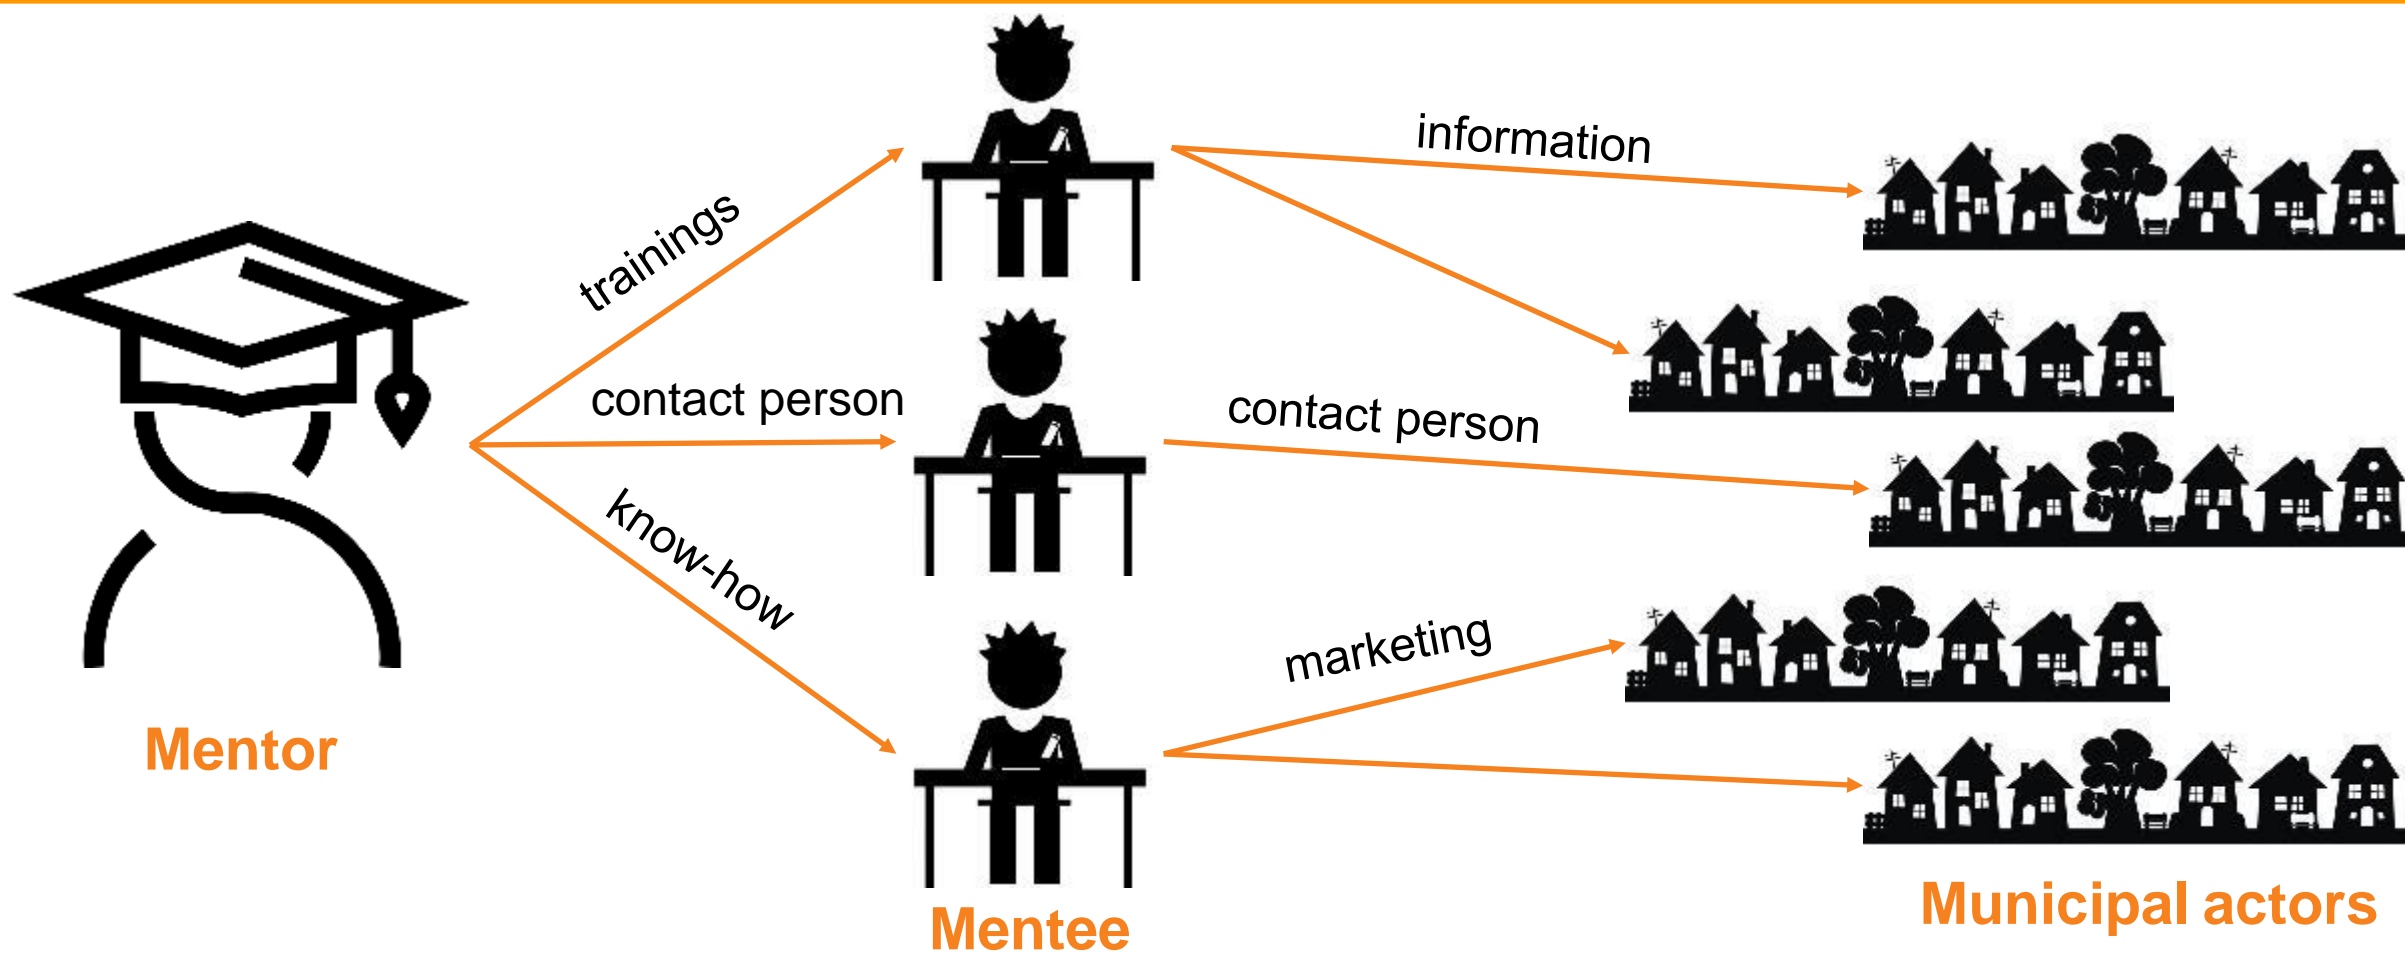 information
trainings
contact person
contact person
know-how
marketing
Mentor
Mentee
Municipal actors